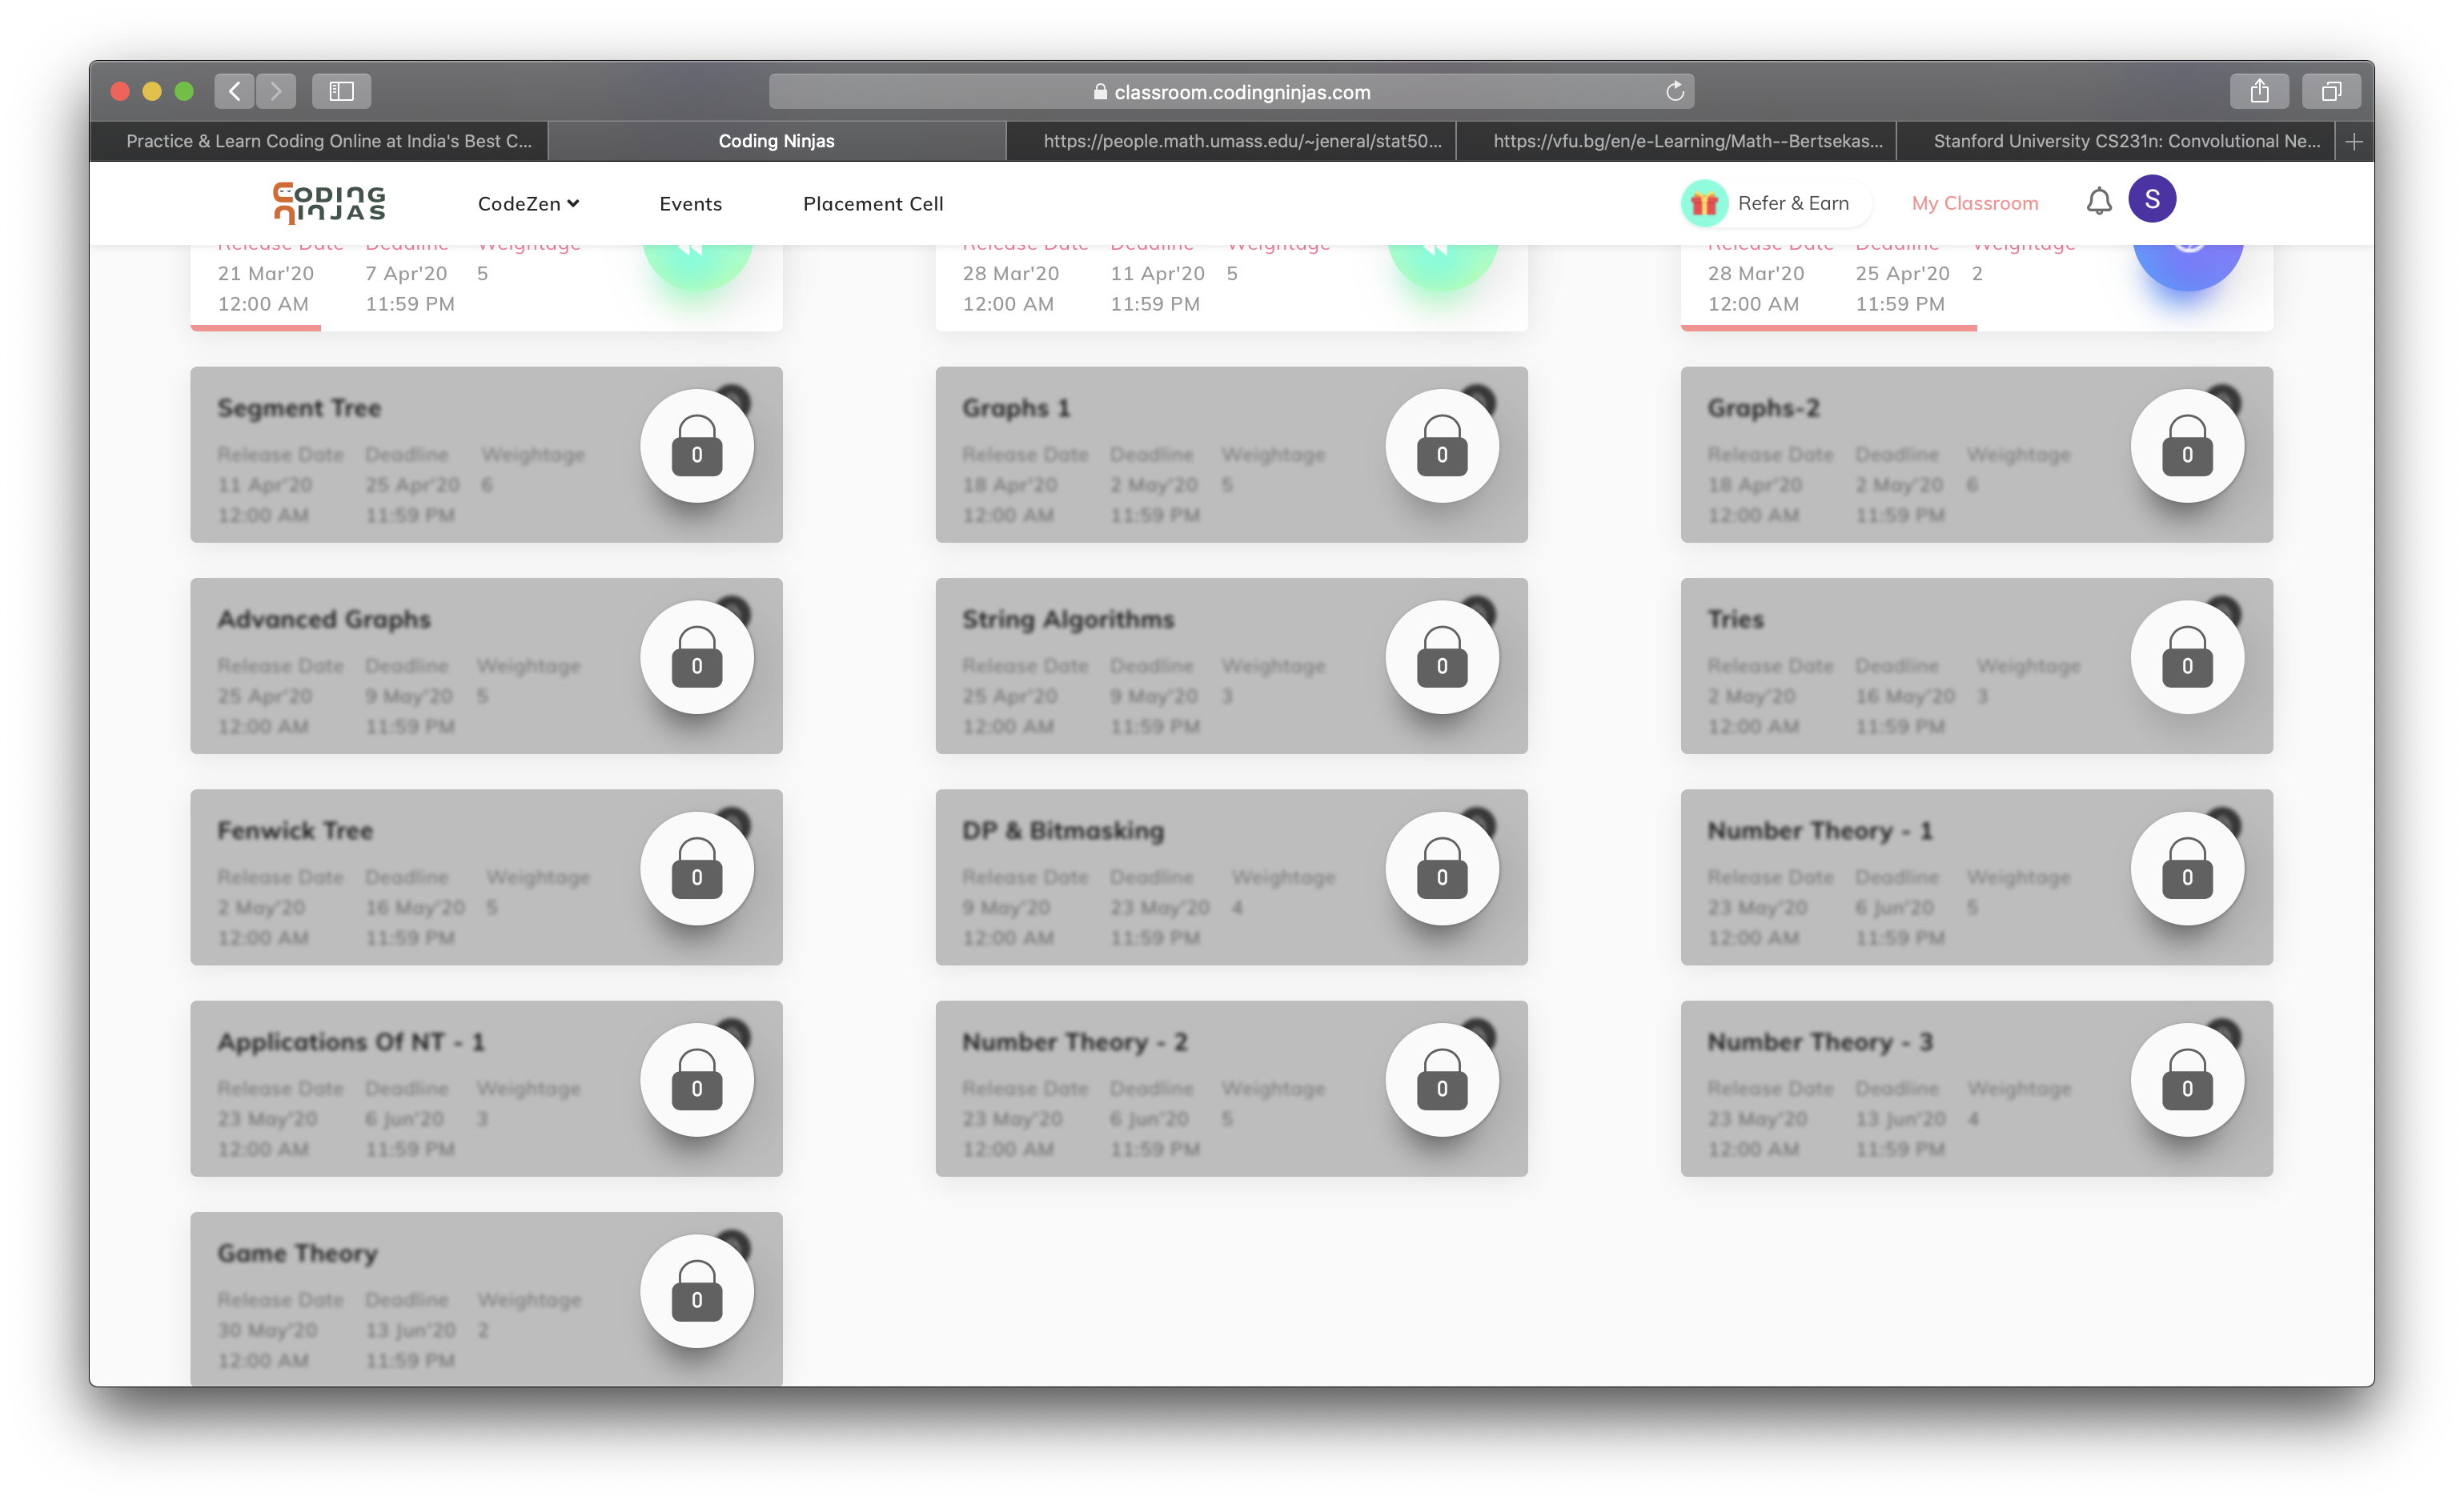 classroom.codingninjas.com
Practice & Learn Coding Online at India's Best C...
Coding Ninjas
https://people.math.umass.edu/~jeneral/stat50...
https://vfu.bg/en/e-Learning/Math--Bertsekas...
Stanford University CS231n: Convolutional Ne...
CODING NINJAS
CodeZen
Events
Placement Cell
Refer & Earn
My Classroom
S
Release Date Deadline Weightage
21 Mar'20 7 Apr'20 5
12:00 AM 11:59 PM
Release Date Deadline Weightage
28 Mar'20 11 Apr'20 5
12:00 AM 11:59 PM
Release Date Deadline Weightage
28 Mar'20 25 Apr'20 2
12:00 AM 11:59 PM
Segment Tree
Release Date Deadline Weightage
11 Apr'20 25 Apr'20 6
12:00 AM 11:59 PM
0
Graphs 1
Release Date Deadline Weightage
18 Apr'20 2 May'20 5
12:00 AM 11:59 PM
0
Graphs-2
Release Date Deadline Weightage
18 Apr'20 2 May'20 6
12:00 AM 11:59 PM
0
Advanced Graphs
Release Date Deadline Weightage
25 Apr'20 9 May'20 5
12:00 AM 11:59 PM
0
String Algorithms
Release Date Deadline Weightage
25 Apr'20 9 May'20 3
12:00 AM 11:59 PM
0
Tries
Release Date Deadline Weightage
2 May'20 16 May'20 3
12:00 AM 11:59 PM
0
Fenwick Tree
Release Date Deadline Weightage
2 May'20 16 May'20 5
12:00 AM 11:59 PM
0
DP & Bitmasking
Release Date Deadline Weightage
9 May'20 23 May'20 4
12:00 AM 11:59 PM
0
Number Theory - 1
Release Date Deadline Weightage
23 May'20 6 Jun'20 5
12:00 AM 11:59 PM
0
Applications Of NT - 1
Release Date Deadline Weightage
23 May'20 6 Jun'20 3
12:00 AM 11:59 PM
0
Number Theory - 2
Release Date Deadline Weightage
23 May'20 6 Jun'20 5
12:00 AM 11:59 PM
0
Number Theory - 3
Release Date Deadline Weightage
23 May'20 13 Jun'20 4
12:00 AM 11:59 PM
0
Game Theory
Release Date Deadline Weightage
30 May'20 13 Jun'20 2
12:00 AM 11:59 PM
0